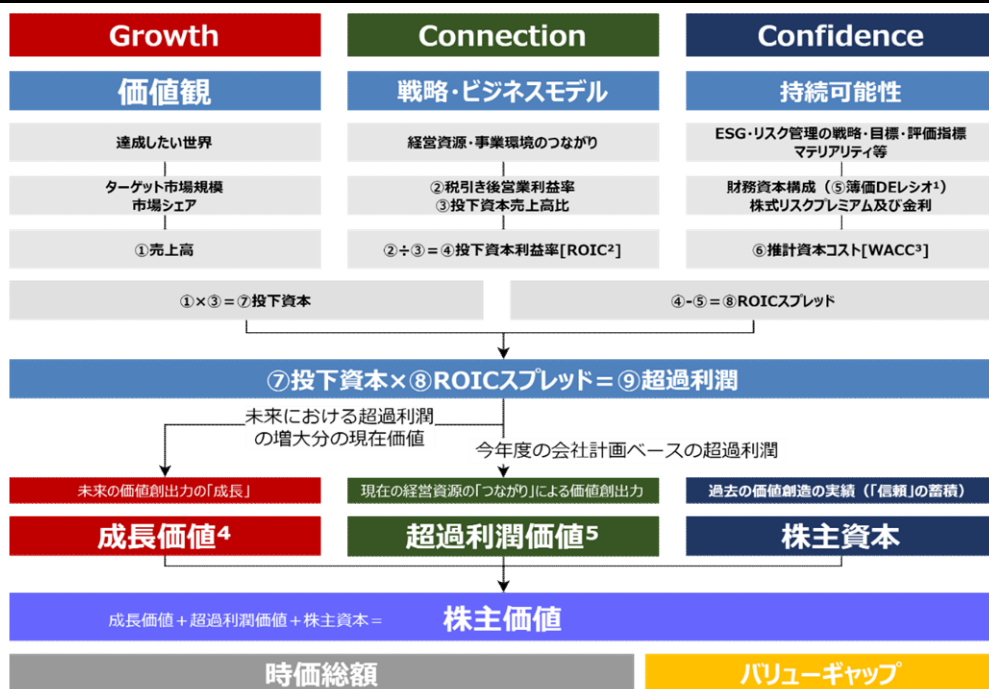 Growth
Connection
Confidence
価値観
戦略・ビジネスモデル
持続可能性
達成したい世界
経営資源・事業環境のつながり
ESG・リスク管理の戦略・目標・評価指標
マテリアリティ等
ターゲット市場規模
市場シェア
②税引き後営業利益率
③投下資本売上高比
財務資本構成（⑤簿価DEレシオ¹）
株式リスクプレミアム及び金利
①売上高
②÷③＝④投下資本利益率[ROIC²]
⑥推計資本コスト[WACC³]
①×③＝⑦投下資本
④-⑤＝⑧ROICスプレッド
⑦投下資本×⑧ROICスプレッド＝⑨超過利潤
未来における超過利潤
の増大分の現在価値
今年度の会社計画ベースの超過利潤
未来の価値創出力の「成長」
現在の経営資源の「つながり」による価値創出力
過去の価値創造の実績（「信頼」の蓄積）
成長価値⁴
超過利潤価値⁵
株主資本
成長価値＋超過利潤価値＋株主資本＝
株主価値
時価総額
バリューギャップ